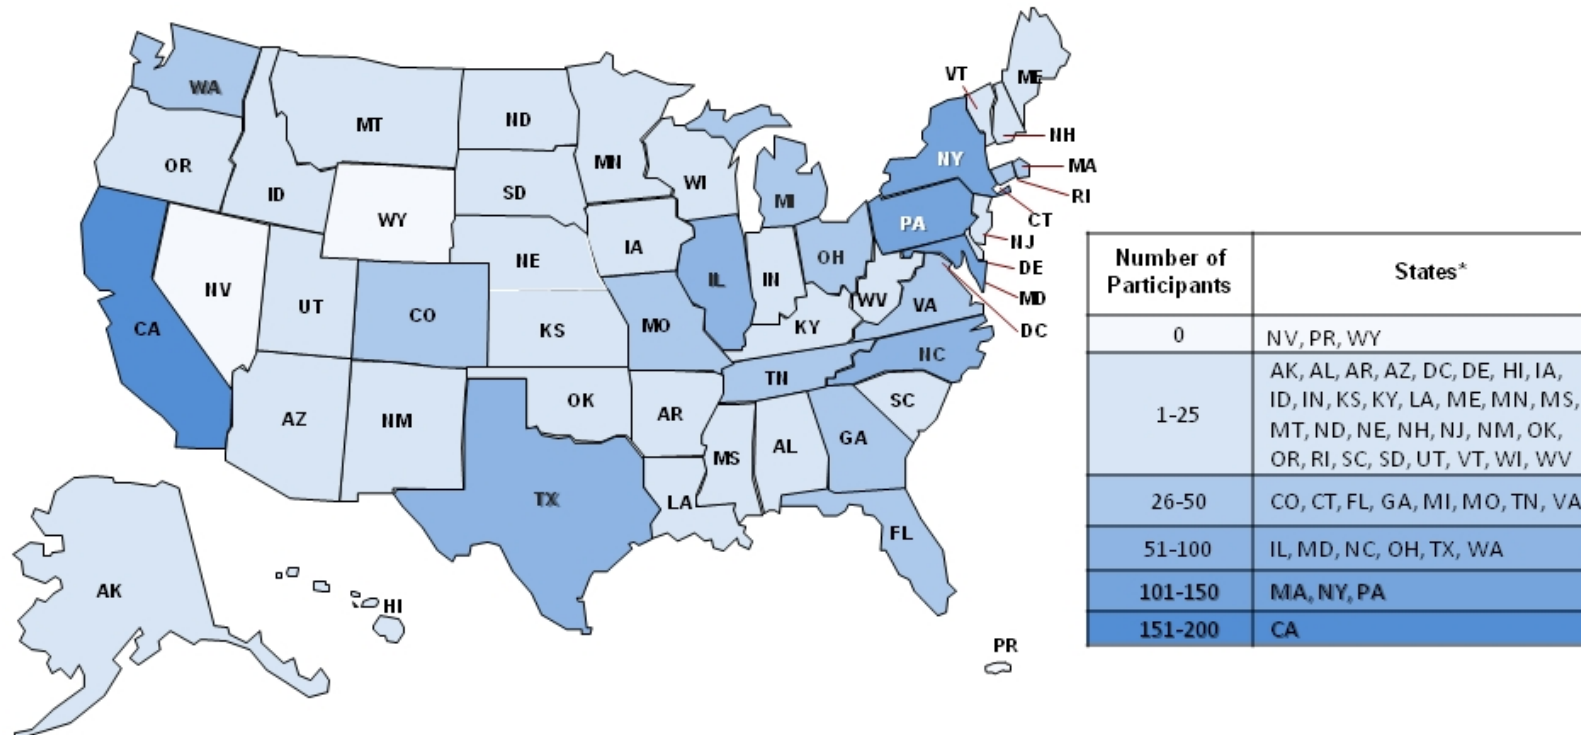 VT
ME
WA
MT
ND
NH
OR
MN
NY
MA
ID
SD
WI
MI
RI
WY
CT
PA
NJ
IA
OH
DE
NE
NV
IL
IN
MD
UT
WV
CO
VA
DC
CA
KS
MO
KY
NC
TN
OK
SC
AZ
NM
AR
GA
AL
MS
TX
LA
FL
AK
HI
PR
Number of Participants States*
0 NV, PR, WY
1-25 AK, AL, AR, AZ, DC, DE, HI, IA,
ID, IN, KS, KY, LA, ME, MN, MS,
MT, ND, NE, NH, NJ, NM, OK,
OR, RI, SC, SD, UT, VT, WI, WV
26-50 CO, CT, FL, GA, MI, MO, TN, VA
51-100 IL, MD, NC, OH, TX, WA
101-150 MA, NY, PA
151-200 CA